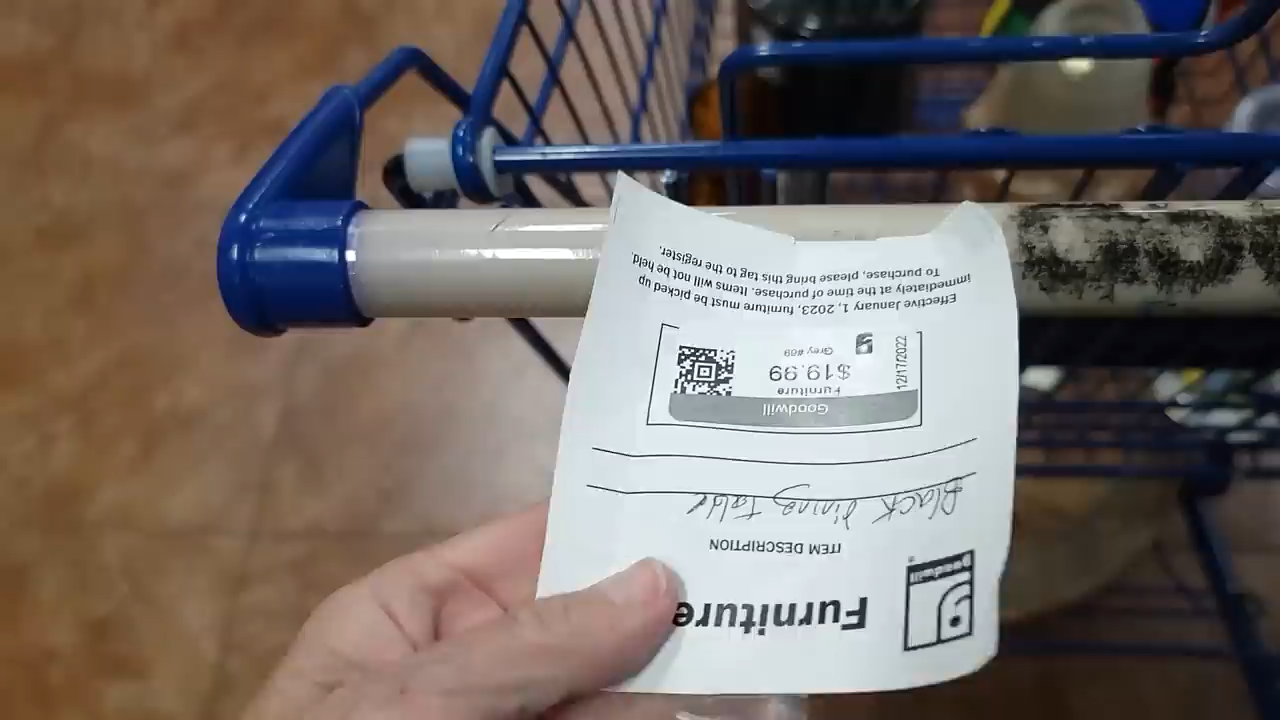 goodwill
Furniture
ITEM DESCRIPTION
Black Dining table
Goodwill
Furniture
$19.99
Grey #69
12/17/2022
Effective January 1, 2023, furniture must be picked up
immediately at the time of purchase. Items will not be held.
To purchase, please bring this tag to the register.